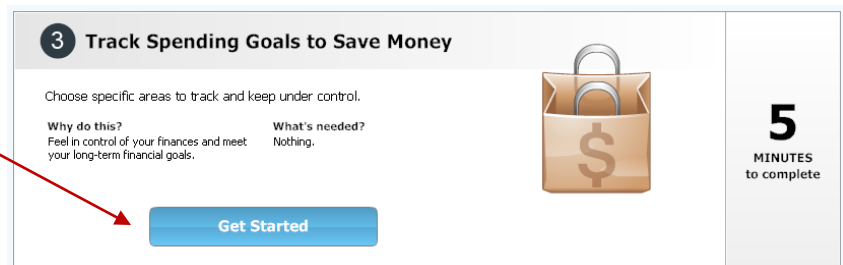 3 Track Spending Goals to Save Money
Choose specific areas to track and keep under control.
Why do this?
Feel in control of your finances and meet
your long-term financial goals.
What's needed?
Nothing.
$
5
MINUTES
to complete
Get Started